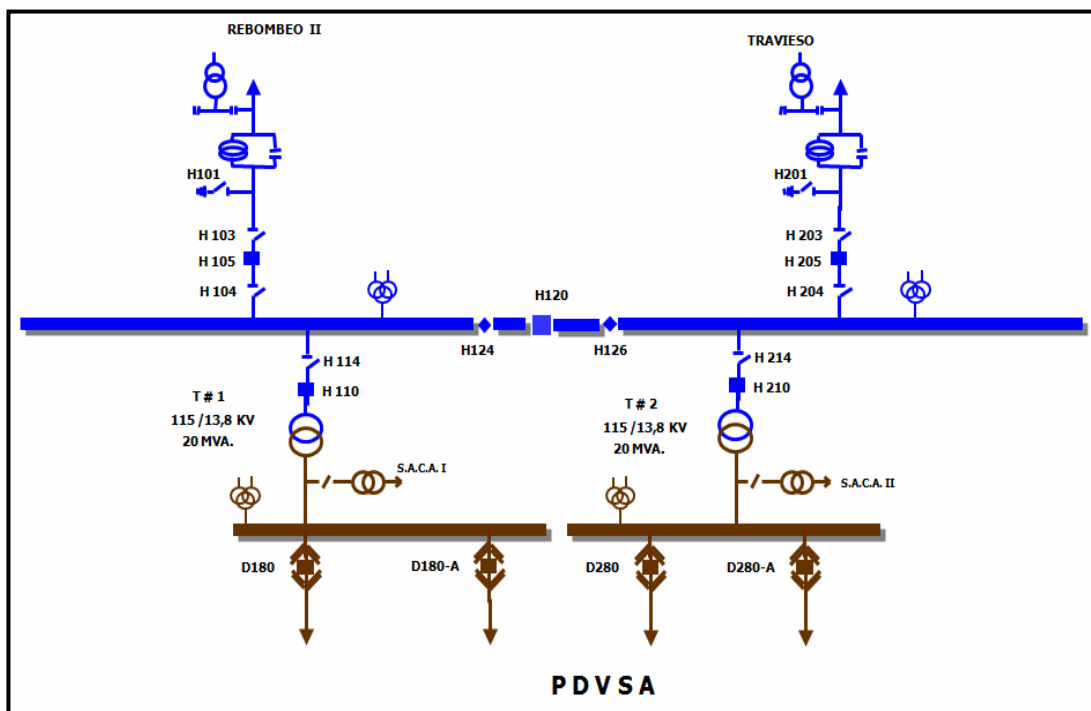 REBOMBEO II
TRAVIESO
H101
H201
H 103
H 203
H 105
H 205
H 104
H 204
H120
H124
H126
H 114
H 214
H 110
H 210
T # 1
115 /13,8 KV
20 MVA.
T # 2
115 /13,8 KV
20 MVA.
S.A.C.A. I
S.A.C.A. II
D180
D180-A
D280
D280-A
P D V S A